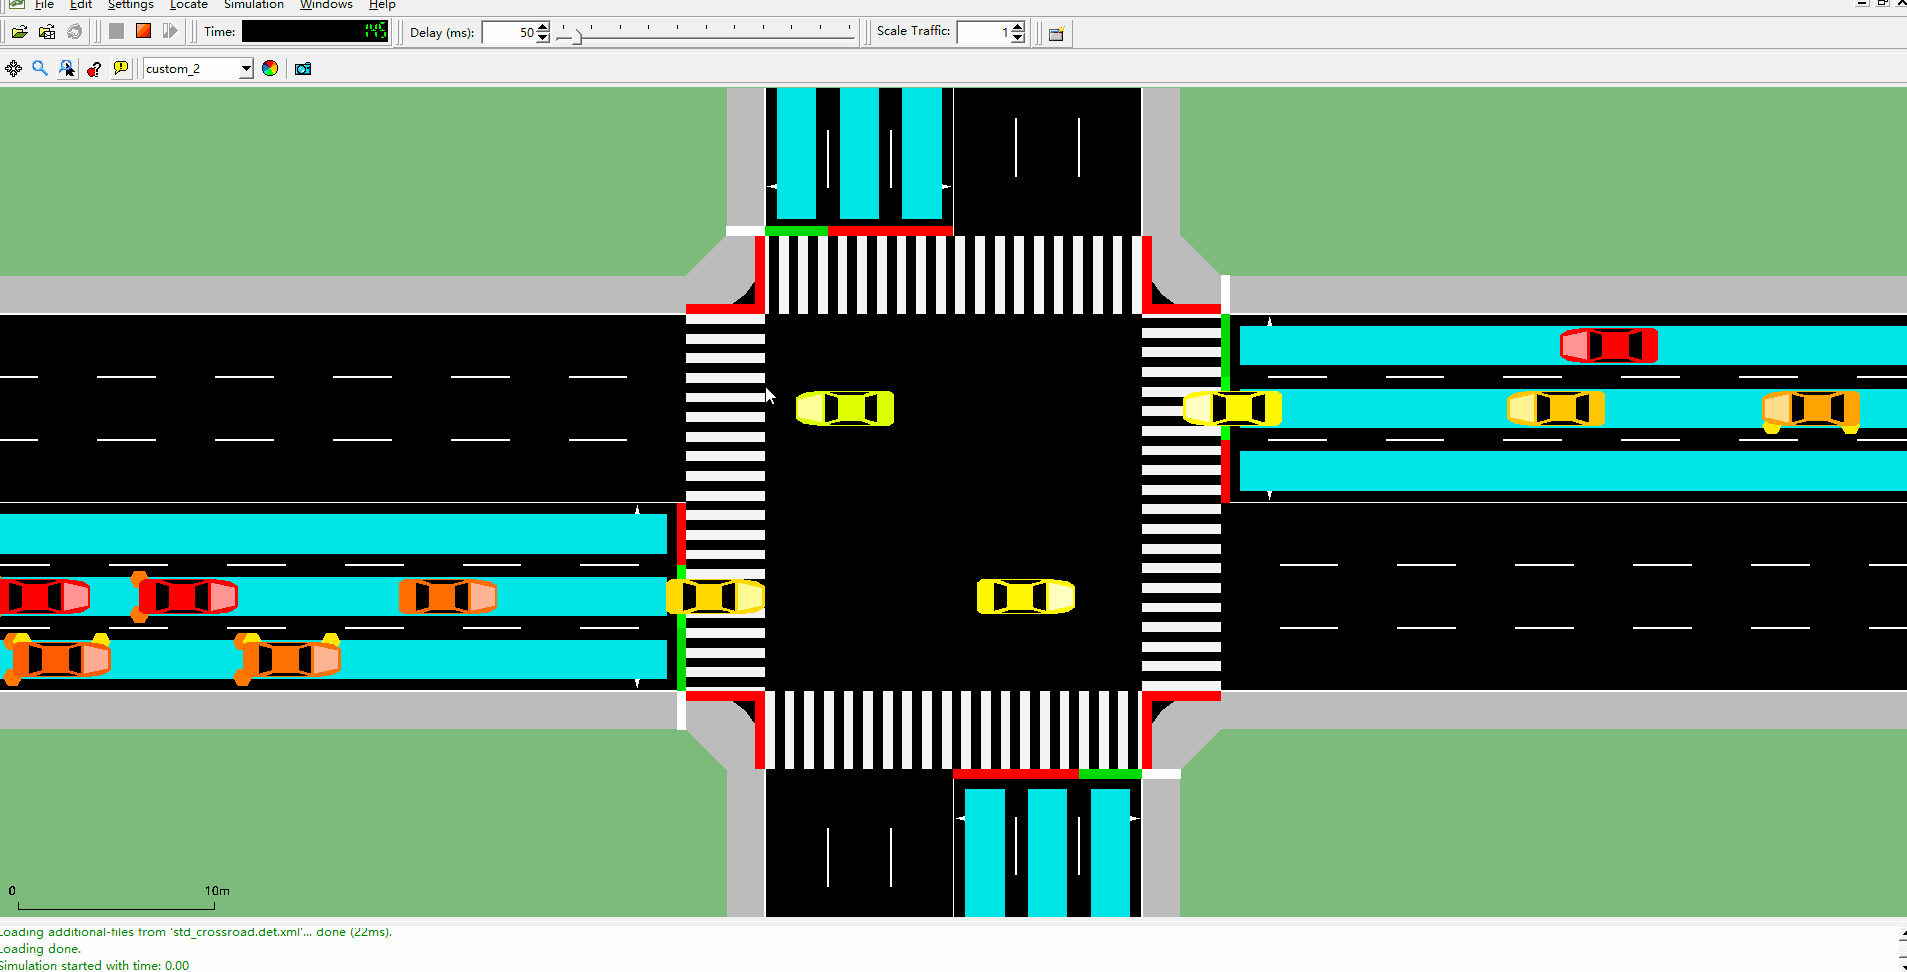 File Edit Settings Locate Simulation Windows Help
Time: 145 Delay (ms): 50 Scale Traffic: 1
custom_2
0 10m
Loading additional-files from 'std_crossroad.det.xml'... done (22ms).
Loading done.
Simulation started with time: 0.00